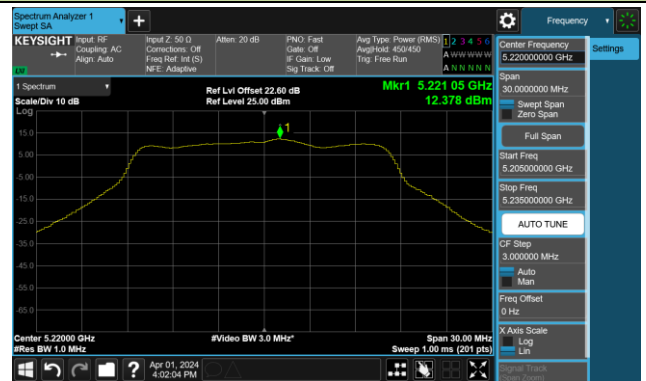 Spectrum Analyzer 1
Swept SA
+
Frequency
KEYSIGHT
Input: RF
Coupling: AC
Align: Auto
Input Z: 50 Ω
Corrections: Off
Freq Ref: Int (S)
NFE: Adaptive
Atten: 20 dB
PNO: Fast
Gate: Off
IF Gain: Low
Sig Track: Off
Avg Type: Power (RMS)
Avg|Hold: 450/450
Trig: Free Run
1 2 3 4 5 6
A W W W W W
A N N N N N
LXI
1 Spectrum
Scale/Div 10 dB
Log
Ref Lvl Offset 22.60 dB
Ref Level 25.00 dBm
Mkr1 5.221 05 GHz
12.378 dBm
1
15.0
5.00
-5.00
-15.0
-25.0
-35.0
-45.0
-55.0
-65.0
Center 5.22000 GHz
#Res BW 1.0 MHz
#Video BW 3.0 MHz*
Span 30.00 MHz
Sweep 1.00 ms (201 pts)
?
Apr 01, 2024
4:02:04 PM
Center Frequency
5.220000000 GHz
Settings
Span
30.0000000 MHz
Swept Span
Zero Span
Full Span
Start Freq
5.205000000 GHz
Stop Freq
5.235000000 GHz
AUTO TUNE
CF Step
3.000000 MHz
Auto
Man
Freq Offset
0 Hz
X Axis Scale
Log
Lin
Signal Track
(Span Zoom)